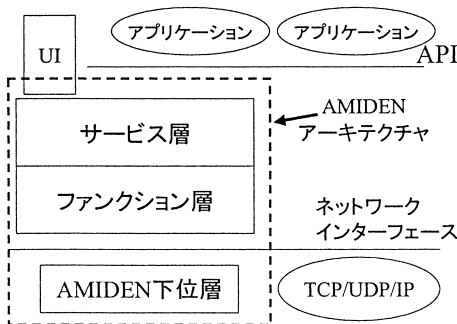 アプリケーション
アプリケーション
UI
API
AMIDEN
アーキテクチャ
サービス層
ファンクション層
ネットワーク
インターフェース
AMIDEN下位層
TCP/UDP/IP